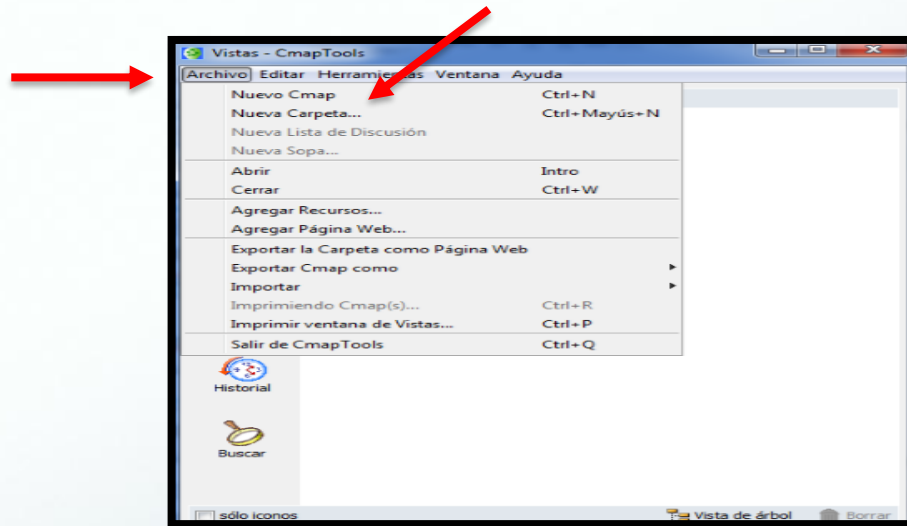 Vistas - CmapTools
Archivo Editar Herramientas Ventana Ayuda
Nuevo Cmap Ctrl+N
Nueva Carpeta... Ctrl+Mayús+N
Nueva Lista de Discusión
Nueva Sopa...
Abrir Intro
Cerrar Ctrl+W
Agregar Recursos...
Agregar Página Web...
Exportar la Carpeta como Página Web
Exportar Cmap como
Importar
Imprimiendo Cmap(s)... Ctrl+R
Imprimir ventana de Vistas... Ctrl+P
Salir de CmapTools Ctrl+Q
Historial
Buscar
sólo iconos Vista de árbol Borrar